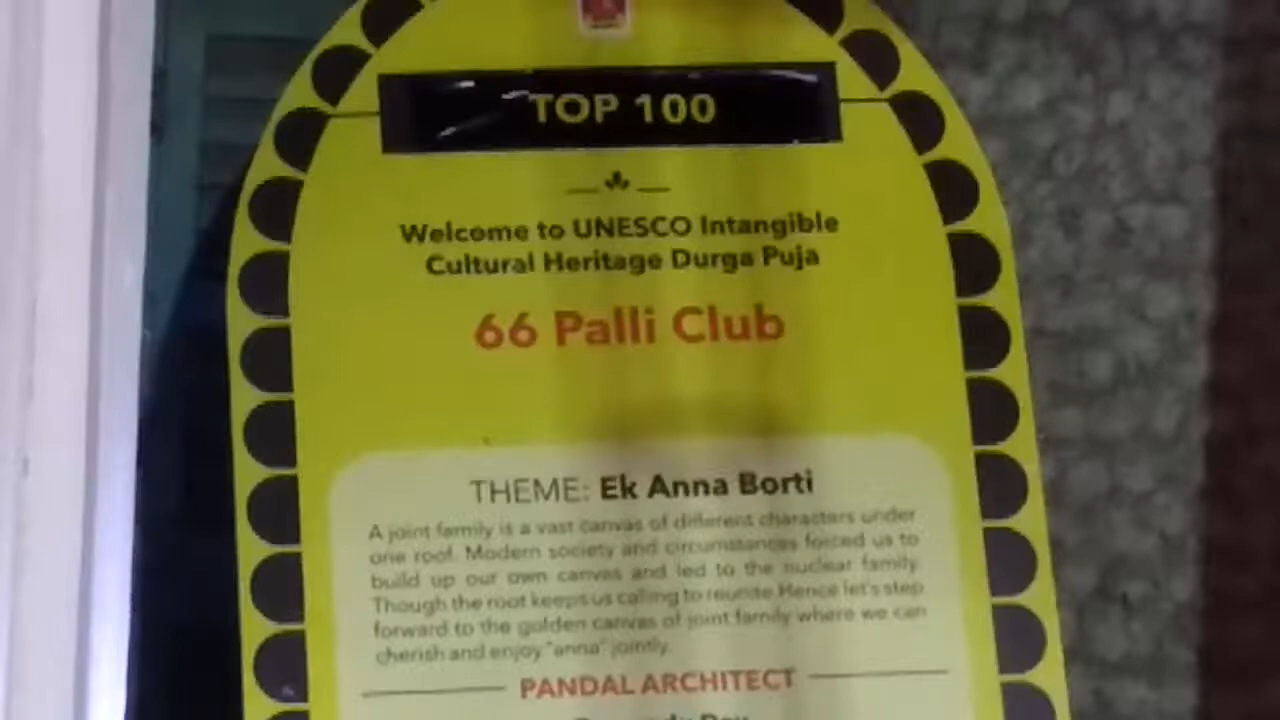 TOP 100
Welcome to UNESCO Intangible
Cultural Heritage Durga Puja
66 Palli Club
THEME: Ek Anna Borti
A joint family is a vast canvas of different characters under
one roof. Modern society and circumstances forced us to
build up our own canvas and led to the nuclear family.
Though the root keeps us calling to reunite.Hence let's step
forward to the golden canvas of joint family where we can
cherish and enjoy "anna" jointly.
PANDAL ARCHITECT